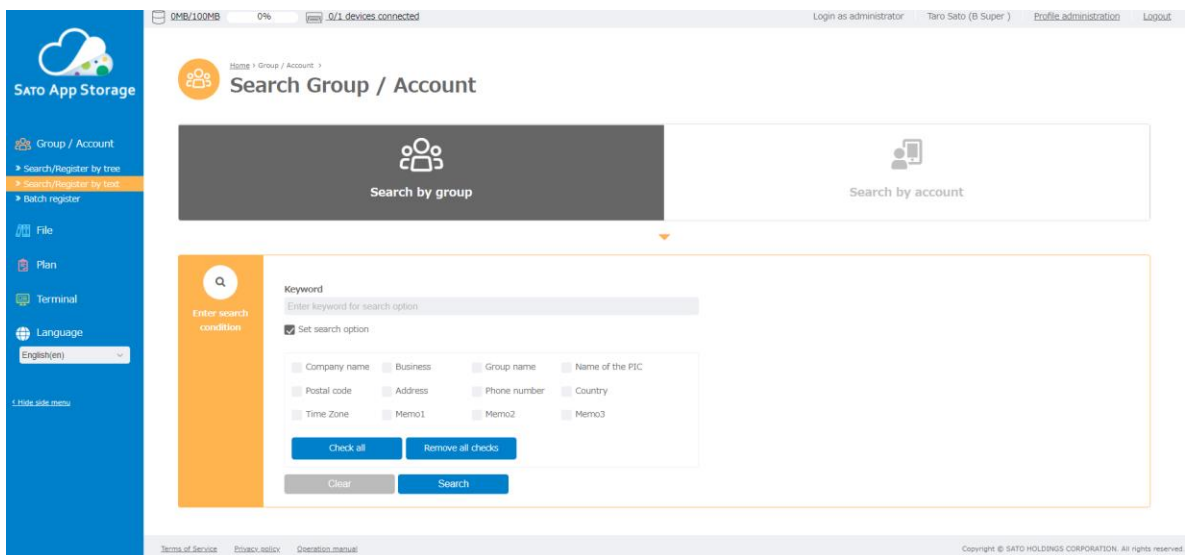 0MB/100MB 0% 0/1 devices connected Login as administrator Taro Sato (B Super ) Profile administration Logout
SATO App Storage
Home > Group / Account >
Search Group / Account
Group / Account
» Search/Register by tree
» Search/Register by text
» Batch register
File
Plan
Terminal
Language
English(en)
< Hide side menu
Search by group
Search by account
Enter search
condition
Keyword
Enter keyword for search option
Set search option
Company name Business Group name Name of the PIC
Postal code Address Phone number Country
Time Zone Memo1 Memo2 Memo3
Check all Remove all checks
Clear Search
Terms of Service Privacy policy Operation manual Copyright © SATO HOLDINGS CORPORATION. All rights reserved.